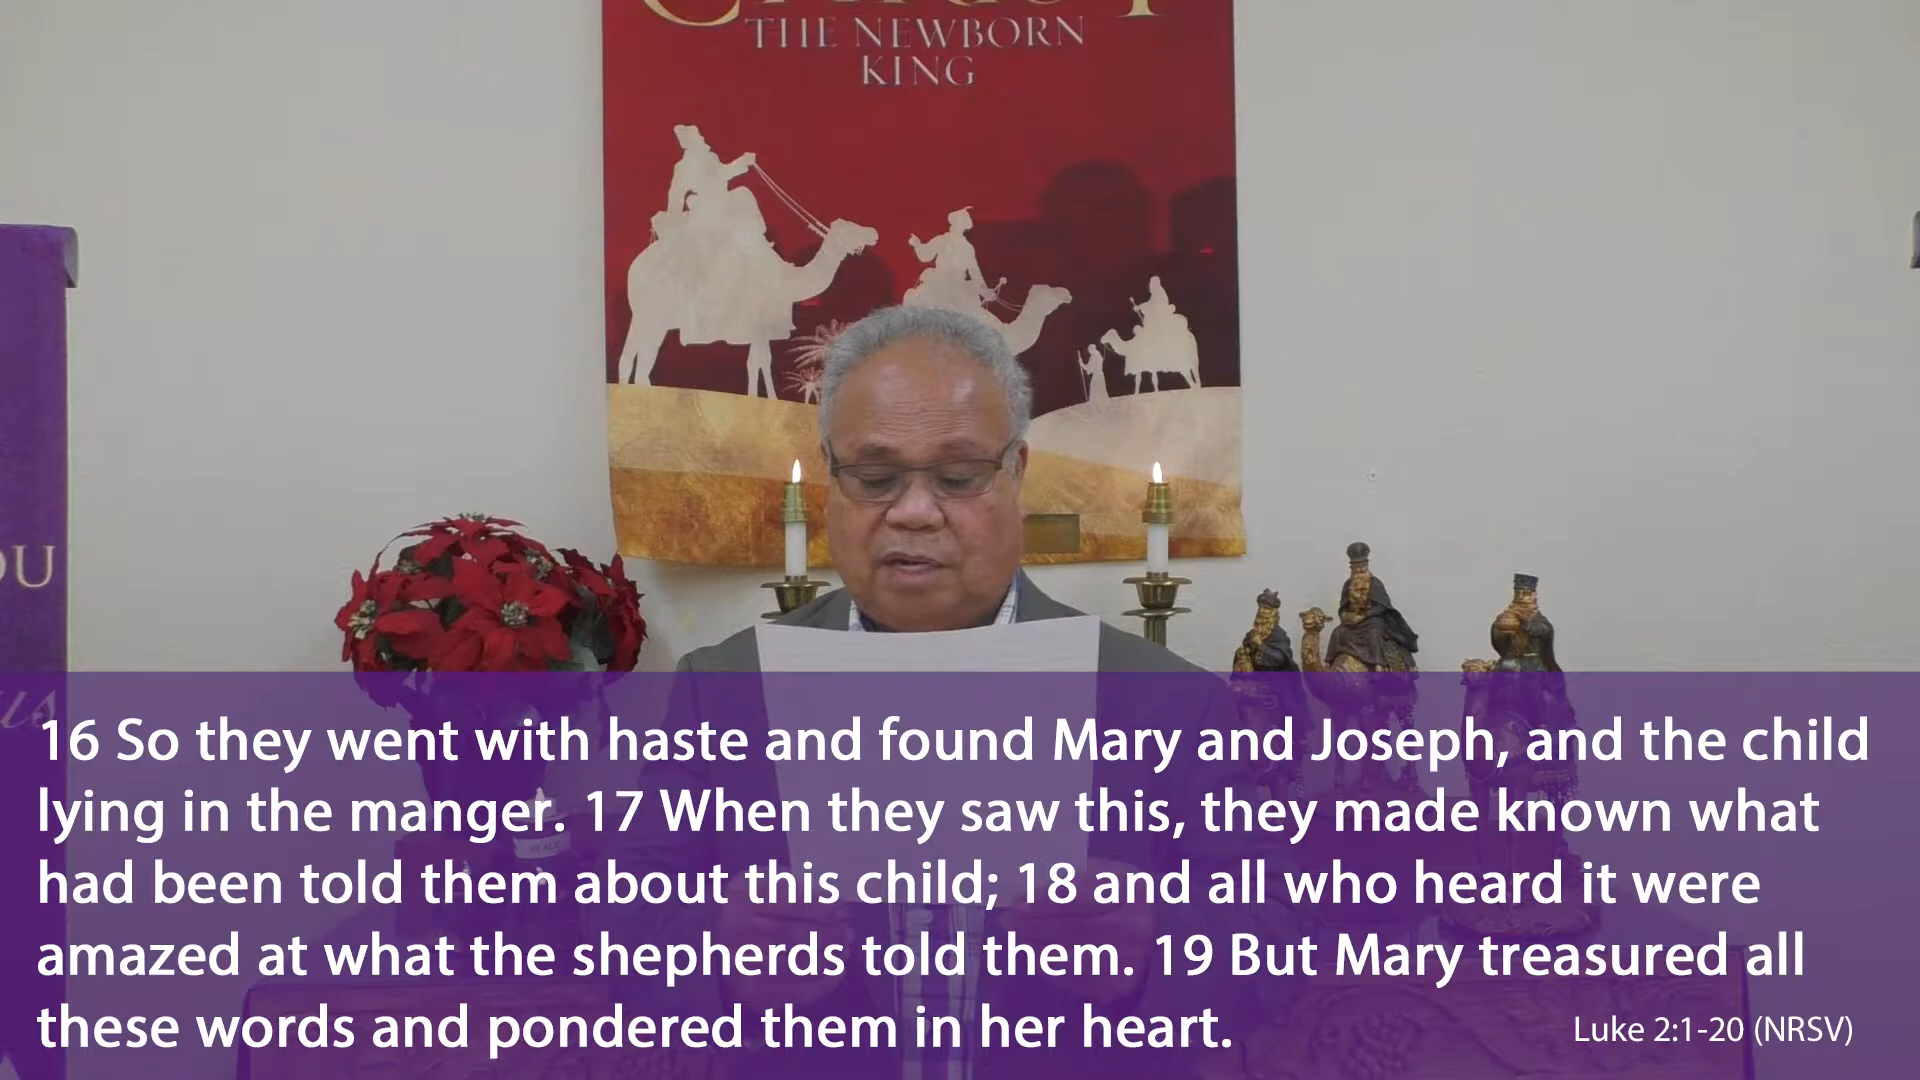 THE NEWBORN
KING
OU
us
16 So they went with haste and found Mary and Joseph, and the child
lying in the manger. 17 When they saw this, they made known what
had been told them about this child; 18 and all who heard it were
amazed at what the shepherds told them. 19 But Mary treasured all
these words and pondered them in her heart.
Luke 2:1-20 (NRSV)